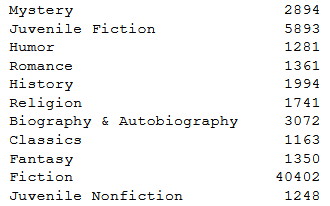 Mystery 2894
Juvenile Fiction 5893
Humor 1281
Romance 1361
History 1994
Religion 1741
Biography & Autobiography 3072
Classics 1163
Fantasy 1350
Fiction 40402
Juvenile Nonfiction 1248